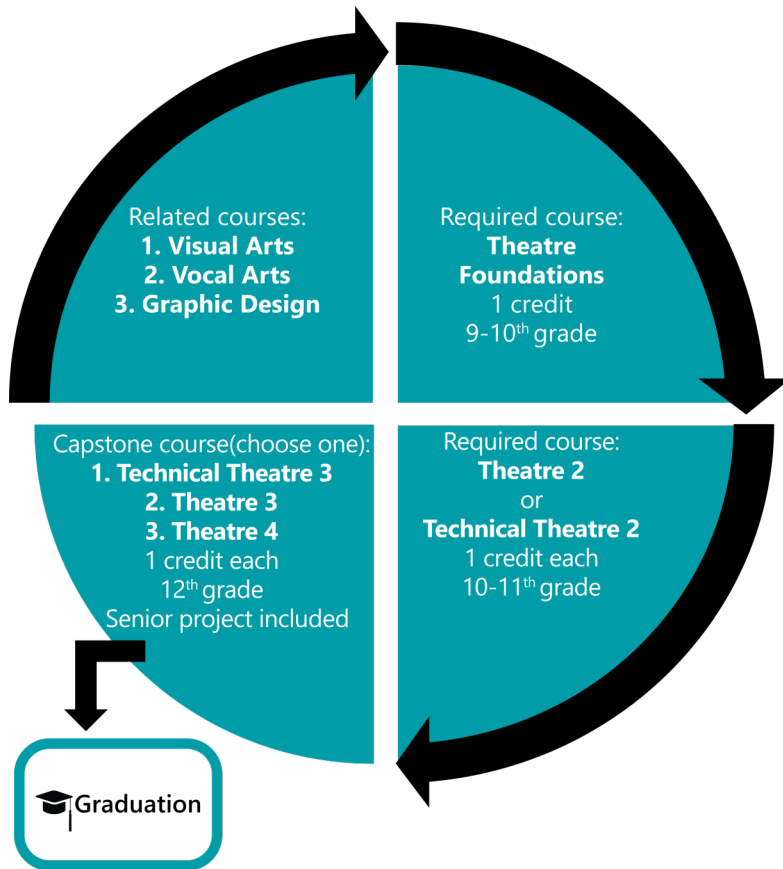 Related courses:
1. Visual Arts
2. Vocal Arts
3. Graphic Design
Required course:
Theatre
Foundations
1 credit
9-10th grade
Capstone course(choose one):
1. Technical Theatre 3
2. Theatre 3
3. Theatre 4
1 credit each
12th grade
Senior project included
Required course:
Theatre 2
or
Technical Theatre 2
1 credit each
10-11th grade
Graduation